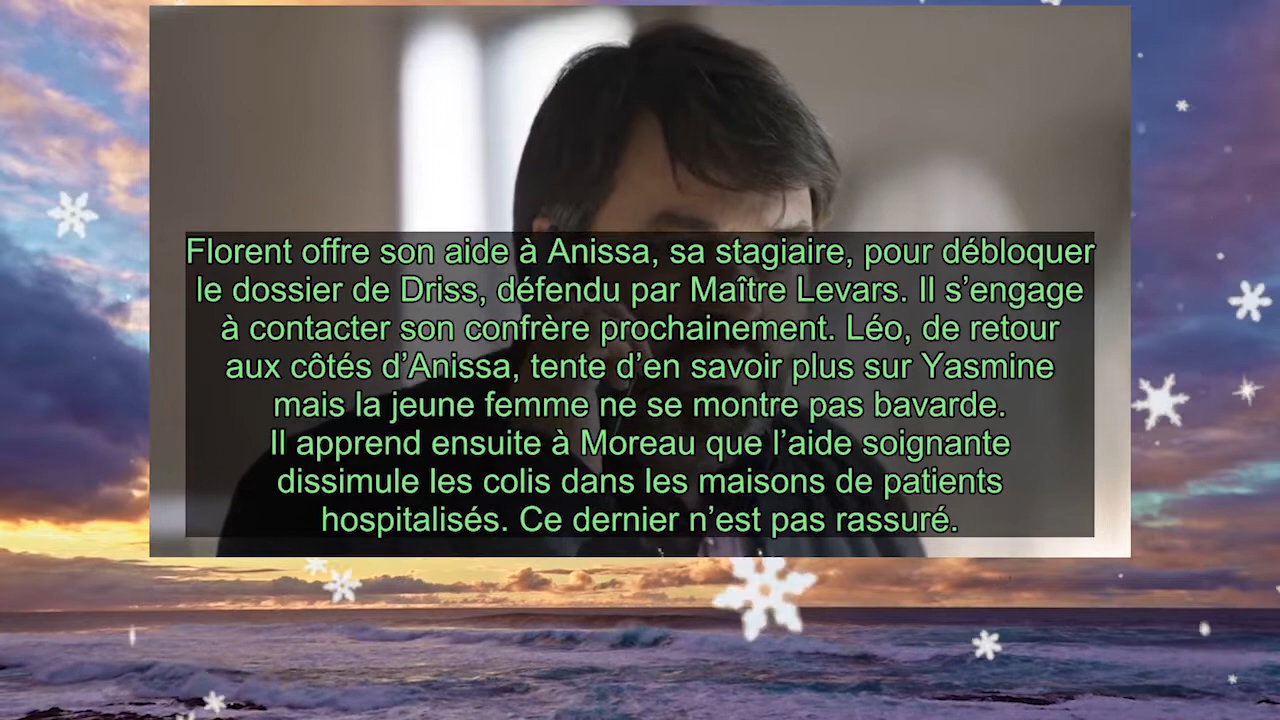 Florent offre son aide à Anissa, sa stagiaire, pour débloquer
le dossier de Driss, défendu par Maître Levars. Il s’engage
à contacter son confrère prochainement. Léo, de retour
aux côtés d’Anissa, tente d’en savoir plus sur Yasmine
mais la jeune femme ne se montre pas bavarde.
Il apprend ensuite à Moreau que l’aide soignante
dissimule les colis dans les maisons de patients
hospitalisés. Ce dernier n’est pas rassuré.